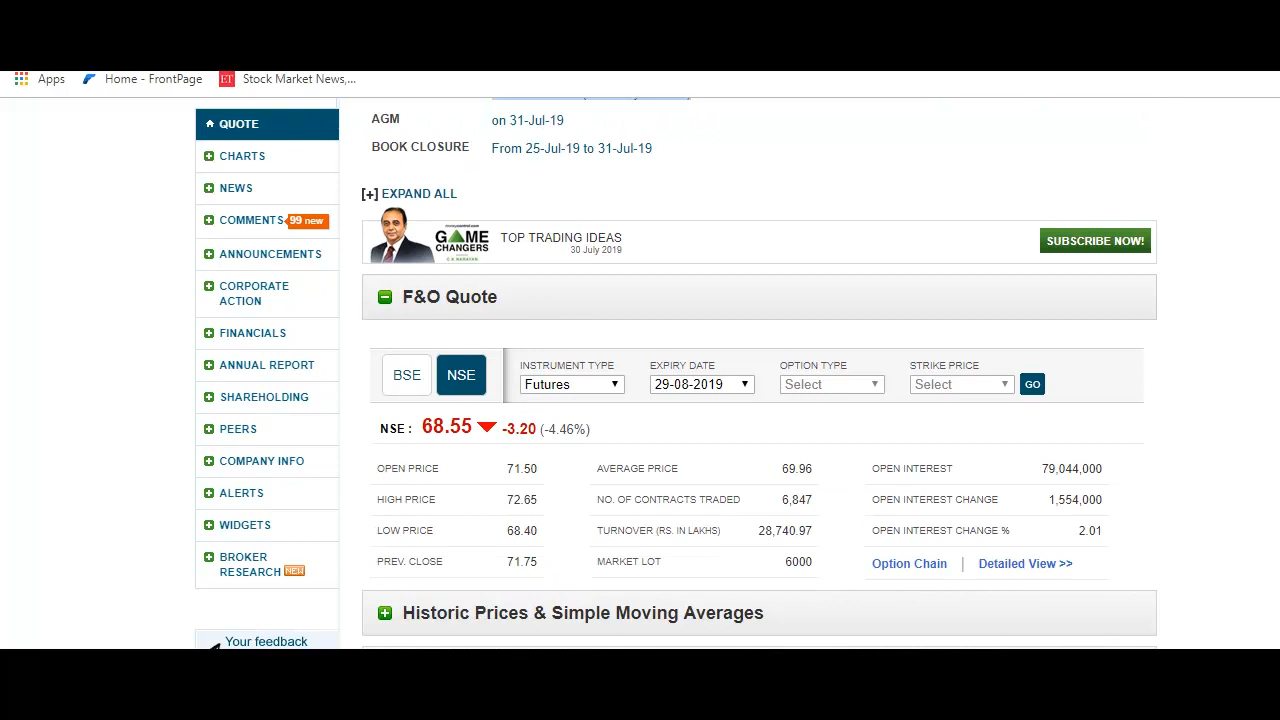 Apps Home - FrontPage ET Stock Market News,...
QUOTE
CHARTS
NEWS
COMMENTS 99 new
ANNOUNCEMENTS
CORPORATE
ACTION
FINANCIALS
ANNUAL REPORT
SHAREHOLDING
PEERS
COMPANY INFO
ALERTS
WIDGETS
BROKER
RESEARCH NEW
Your feedback
AGM on 31-Jul-19
BOOK CLOSURE From 25-Jul-19 to 31-Jul-19
[+] EXPAND ALL
moneycontrol.com
GAME
CHANGERS
TOP TRADING IDEAS
30 July 2019
SUBSCRIBE NOW!
F&O Quote
BSE NSE
INSTRUMENT TYPE EXPIRY DATE OPTION TYPE STRIKE PRICE
Futures 29-08-2019 Select Select GO
NSE : 68.55 -3.20 (-4.46%)
OPEN PRICE 71.50 AVERAGE PRICE 69.96 OPEN INTEREST 79,044,000
HIGH PRICE 72.65 NO. OF CONTRACTS TRADED 6,847 OPEN INTEREST CHANGE 1,554,000
LOW PRICE 68.40 TURNOVER (RS. IN LAKHS) 28,740.97 OPEN INTEREST CHANGE % 2.01
PREV. CLOSE 71.75 MARKET LOT 6000 Option Chain | Detailed View >>
Historic Prices & Simple Moving Averages